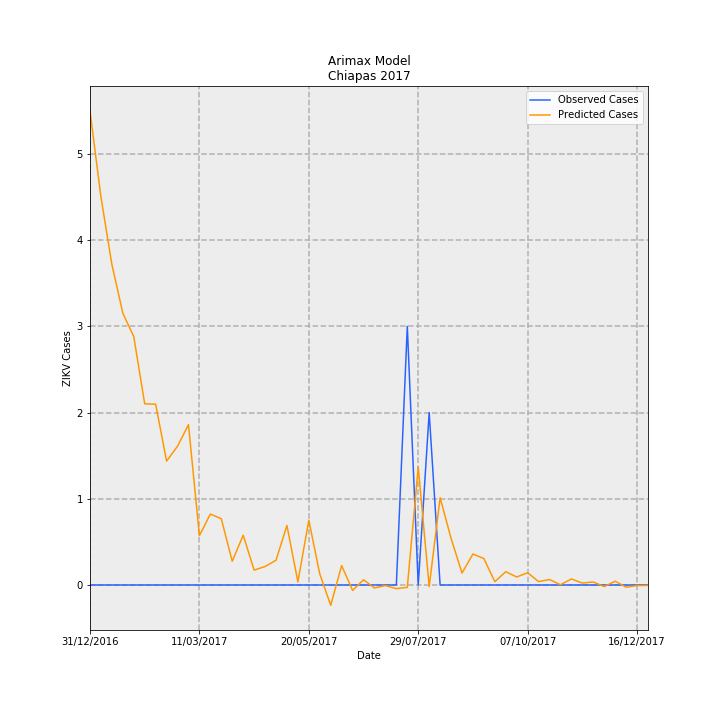 Arimax Model
Chiapas 2017
Observed Cases
Predicted Cases
ZIKV Cases
5
4
3
2
1
0
31/12/2016
11/03/2017
20/05/2017
29/07/2017
07/10/2017
16/12/2017
Date